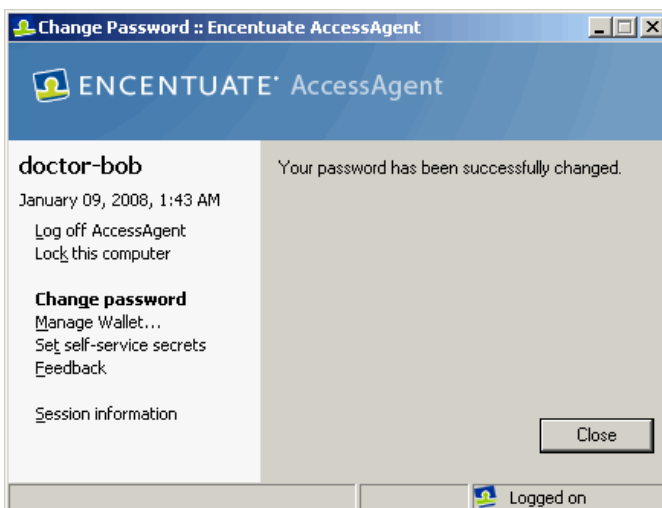 Change Password :: Encentuate AccessAgent
ENCENTUATE® AccessAgent
doctor-bob
January 09, 2008, 1:43 AM
Log off AccessAgent
Lock this computer
Change password
Manage Wallet...
Set self-service secrets
Feedback
Session information
Your password has been successfully changed.
Close
Logged on